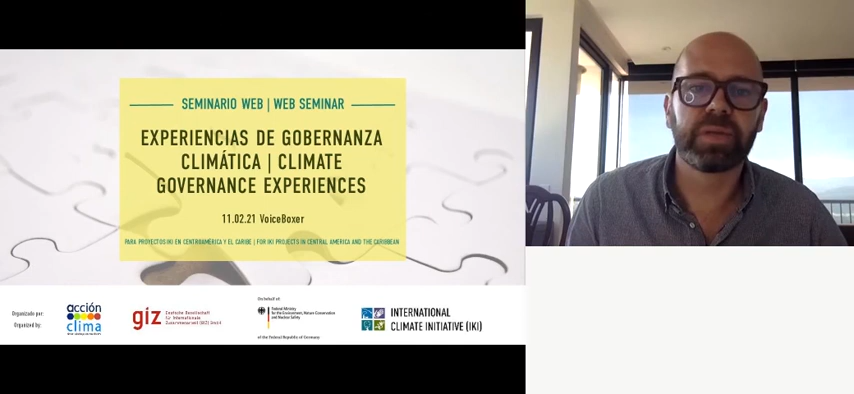 SEMINARIO WEB | WEB SEMINAR
EXPERIENCIAS DE GOBERNANZA
CLIMÁTICA | CLIMATE
GOVERNANCE EXPERIENCES
11.02.21 VoiceBoxer
PARA PROYECTOS IKI EN CENTROAMERICA Y EL CARIBE | FOR IKI PROJECTS IN CENTRAL AMERICA AND THE CARIBBEAN
Organizado por:
Organized by:
acción
clima
giz
Deutsche Gesellschaft
für Internationale
Zusammenarbeit (GIZ) GmbH
On behalf of:
Federal Ministry
for the Environment, Nature Conservation
and Nuclear Safety
of the Federal Republic of Germany
INTERNATIONAL
CLIMATE INITIATIVE (IKI)